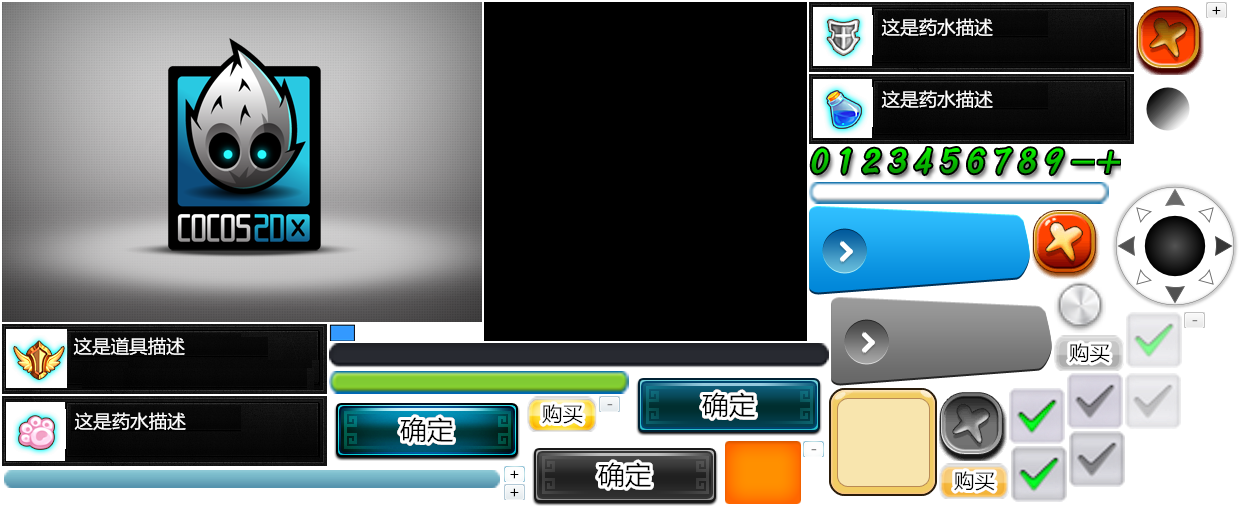 COCOS2DX
这是药水描述
这是药水描述
0123456789-+
这是道具描述
这是药水描述
确定
购买
确定
确定
购买
购买